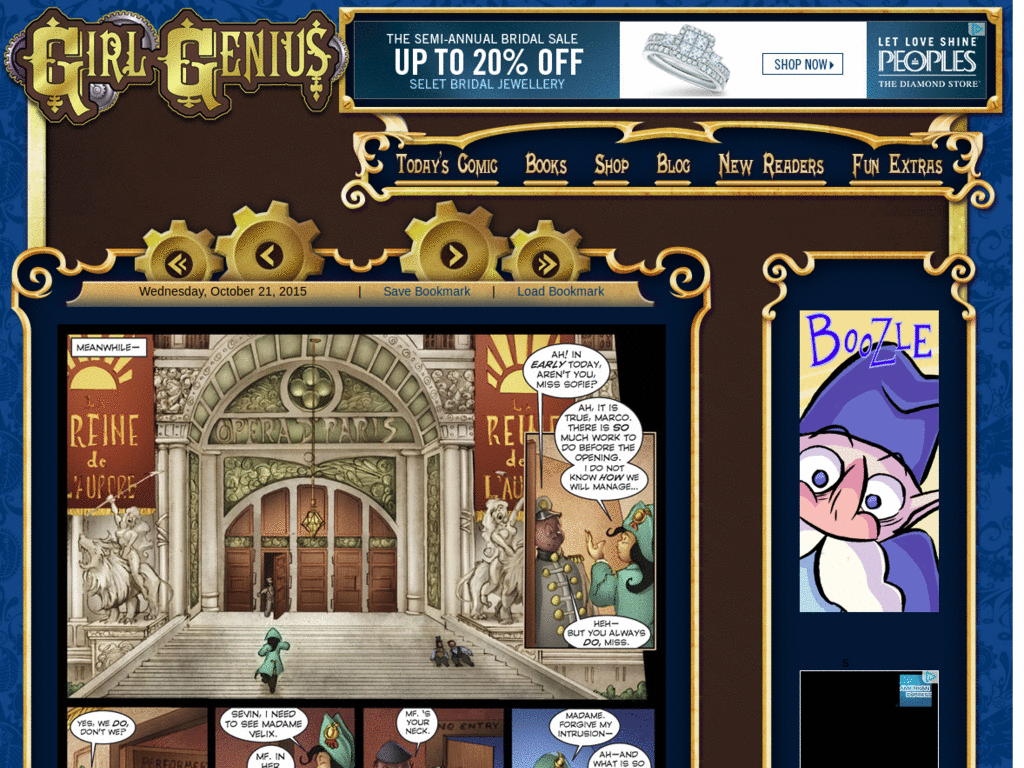 GIRL GENIUS
THE SEMI-ANNUAL BRIDAL SALE
UP TO 20% OFF
SELET BRIDAL JEWELLERY
SHOP NOW
LET LOVE SHINE
PEOPLES
THE DIAMOND STORE
TODAY'S COMIC BOOKS SHOP BLOG NEW READERS FUN EXTRAS
Wednesday, October 21, 2015 | Save Bookmark | Load Bookmark
MEANWHILE—
LA
REINE
de
L'AURORE
OPERA PARIS
AH! IN
EARLY TODAY,
AREN'T YOU,
MISS SOFIE?
AH, IT IS
TRUE, MARCO.
THERE IS SO
MUCH WORK TO
DO BEFORE THE
OPENING.
I DO NOT
KNOW HOW WE
WILL MANAGE...
HEH—
BUT YOU ALWAYS
DO, MISS.
YES, WE DO,
DON'T WE?
SEVIN, I NEED
TO SEE MADAME
VELIX.
MF. IN
HER
MF. 'S
YOUR
NECK.
NO ENTRY
MADAME.
FORGIVE MY
INTRUSION—
AH—AND
WHAT IS SO
BOOZLE
5